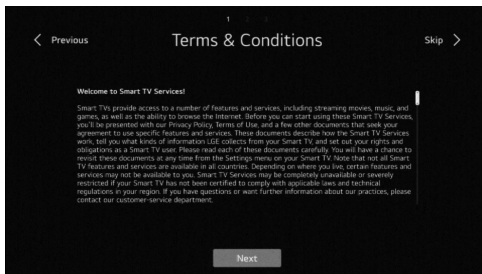 1 2 3
Previous
Terms & Conditions
Skip
Welcome to Smart TV Services!
Smart TVs provide access to a number of features and services, including streaming movies, music, and
games, as well as the ability to browse the Internet. Before you can start using these Smart TV Services,
you'll be presented with our Privacy Policy, Terms of Use, and a few other documents that seek your
agreement to use specific features and services. These documents describe how the Smart TV Services
work, tell you what kinds of information LGE collects from your Smart TV, and set out your rights and
obligations as a Smart TV user. Please read each of these documents carefully. You will have a chance to
revisit these documents at any time from the Settings menu on your Smart TV. Note that not all Smart
TV features and services are available in all countries. Depending on where you live, certain features and
services may not be available to you. Smart TV Services may be completely unavailable or severely
restricted if your Smart TV has not been certified to comply with applicable laws and technical
regulations in your region. If you have questions or want further information about our practices, please
contact our customer-service department.
Next